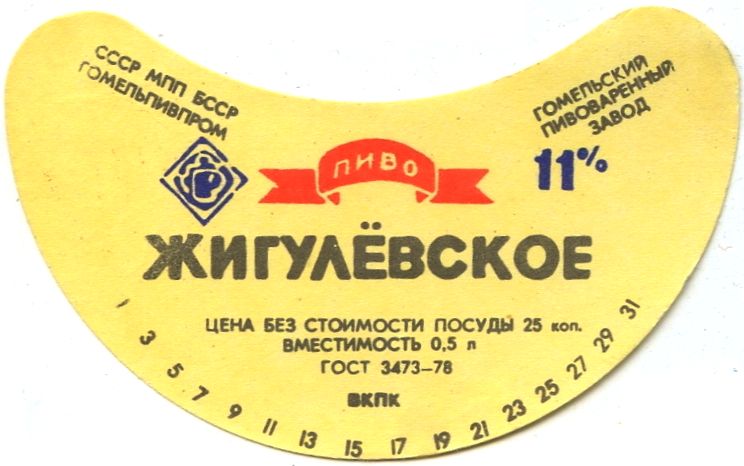 СССР МПП БССР
ГОМЕЛЬПИВПРОМ
ГОМЕЛЬСКИЙ
ПИВОВАРЕННЫЙ
ЗАВОД
11%
ПИВО
ЖИГУЛЁВСКОЕ
ЦЕНА БЕЗ СТОИМОСТИ ПОСУДЫ 25 коп.
ВМЕСТИМОСТЬ 0,5 л
ГОСТ 3473–78
ВКПК
1 3 5 7 9 11 13 15 17 19 21 23 25 27 29 31